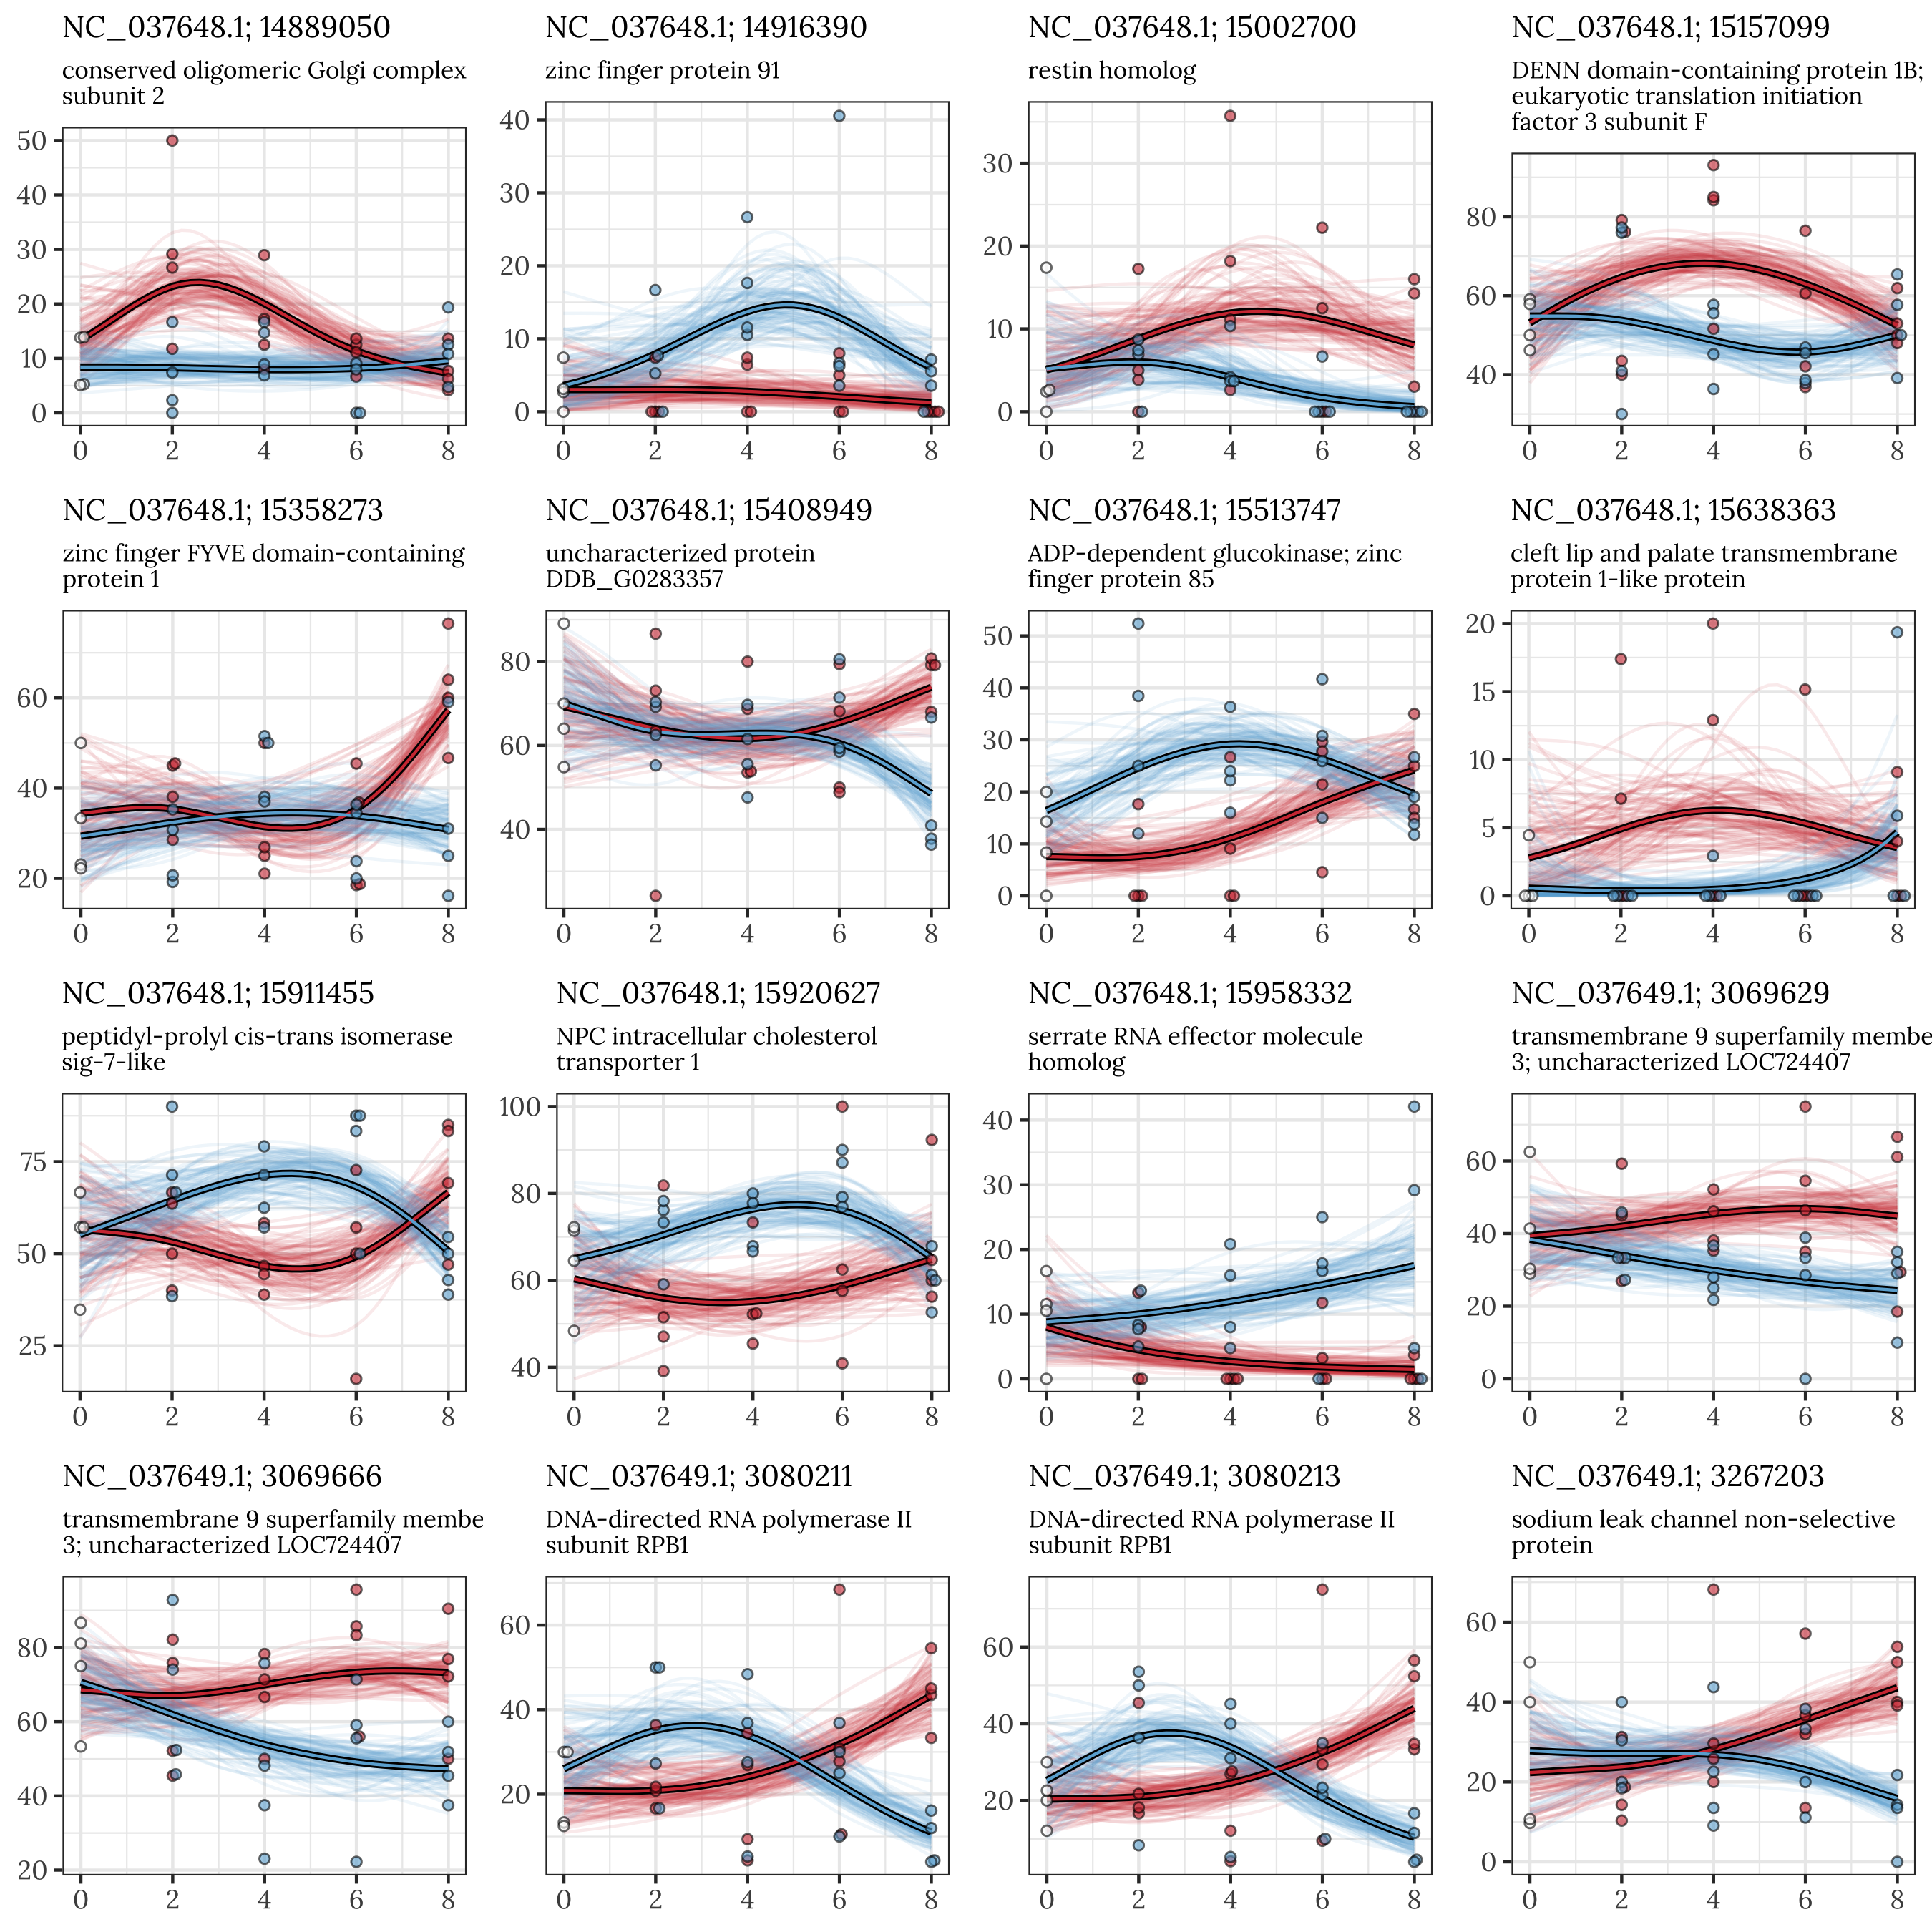 NC_037648.1; 14889050
conserved oligomeric Golgi complex
subunit 2
50
40
30
20
10
0
0 2 4 6 8
NC_037648.1; 14916390
zinc finger protein 91
40
30
20
10
0
0 2 4 6 8
NC_037648.1; 15002700
restin homolog
30
20
10
0
0 2 4 6 8
NC_037648.1; 15157099
DENN domain-containing protein 1B;
eukaryotic translation initiation
factor 3 subunit F
80
60
40
0 2 4 6 8
NC_037648.1; 15358273
zinc finger FYVE domain-containing
protein 1
60
40
20
0 2 4 6 8
NC_037648.1; 15408949
uncharacterized protein
DDB_G0283357
80
60
40
0 2 4 6 8
NC_037648.1; 15513747
ADP-dependent glucokinase; zinc
finger protein 85
50
40
30
20
10
0
0 2 4 6 8
NC_037648.1; 15638363
cleft lip and palate transmembrane
protein 1-like protein
20
15
10
5
0
0 2 4 6 8
NC_037648.1; 15911455
peptidyl-prolyl cis-trans isomerase
sig-7-like
75
50
25
0 2 4 6 8
NC_037648.1; 15920627
NPC intracellular cholesterol
transporter 1
100
80
60
40
0 2 4 6 8
NC_037648.1; 15958332
serrate RNA effector molecule
homolog
40
30
20
10
0
0 2 4 6 8
NC_037649.1; 3069629
transmembrane 9 superfamily membe
3; uncharacterized LOC724407
60
40
20
0
0 2 4 6 8
NC_037649.1; 3069666
transmembrane 9 superfamily membe
3; uncharacterized LOC724407
80
60
40
20
0 2 4 6 8
NC_037649.1; 3080211
DNA-directed RNA polymerase II
subunit RPB1
60
40
20
0 2 4 6 8
NC_037649.1; 3080213
DNA-directed RNA polymerase II
subunit RPB1
60
40
20
0 2 4 6 8
NC_037649.1; 3267203
sodium leak channel non-selective
protein
60
40
20
0
0 2 4 6 8